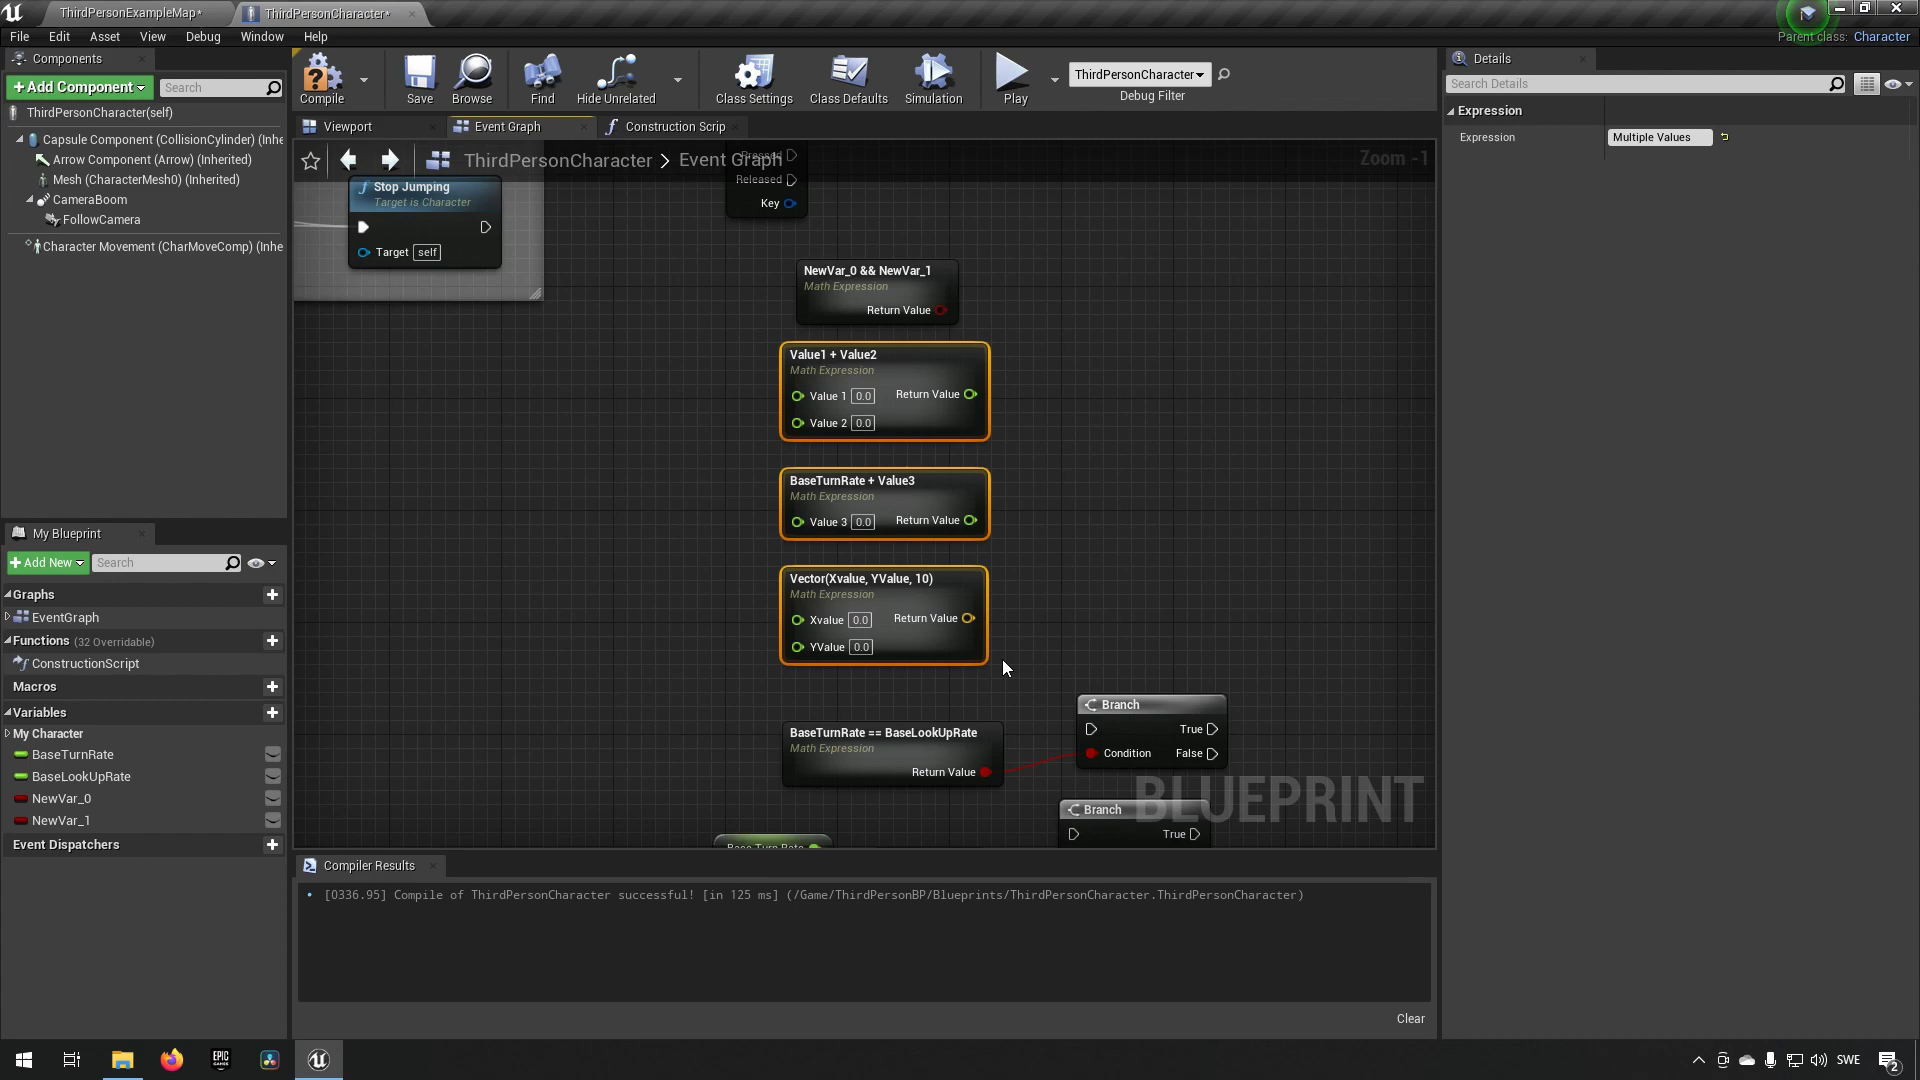 ThirdPersonExampleMap*
ThirdPersonCharacter*
File Edit Asset View Debug Window Help
Parent class: Character
Components
+Add Component
Search
ThirdPersonCharacter(self)
Capsule Component (CollisionCylinder) (Inhe
Arrow Component (Arrow) (Inherited)
Mesh (CharacterMesh0) (Inherited)
CameraBoom
FollowCamera
Character Movement (CharMoveComp) (Inhe
Compile
Save
Browse
Find
Hide Unrelated
Class Settings
Class Defaults
Simulation
Play
ThirdPersonCharacter
Debug Filter
Viewport
Event Graph
Construction Scrip
ThirdPersonCharacter > Event Graph
Zoom -1
Pressed
Released
Key
Stop Jumping
Target is Character
Target self
NewVar_0 && NewVar_1
Math Expression
Return Value
Value1 + Value2
Math Expression
Value 1 0.0 Return Value
Value 2 0.0
BaseTurnRate + Value3
Math Expression
Value 3 0.0 Return Value
Vector(Xvalue, YValue, 10)
Math Expression
Xvalue 0.0 Return Value
YValue 0.0
BaseTurnRate == BaseLookUpRate
Math Expression
Return Value
Branch
True
Condition False
Branch
True
Base Turn Rate
BLUEPRINT
My Blueprint
+Add New
Search
Graphs
EventGraph
Functions (32 Overridable)
ConstructionScript
Macros
Variables
My Character
BaseTurnRate
BaseLookUpRate
NewVar_0
NewVar_1
Event Dispatchers
Compiler Results
[0336.95] Compile of ThirdPersonCharacter successful! [in 125 ms] (/Game/ThirdPersonBP/Blueprints/ThirdPersonCharacter.ThirdPersonCharacter)
Clear
Details
Search Details
Expression
Expression Multiple Values
EPIC GAMES
SWE
2